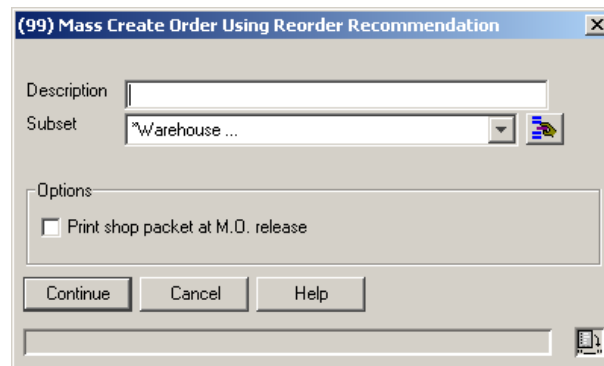 (99) Mass Create Order Using Reorder Recommendation
Description
Subset
*Warehouse ...
Options
Print shop packet at M.O. release
Continue Cancel Help